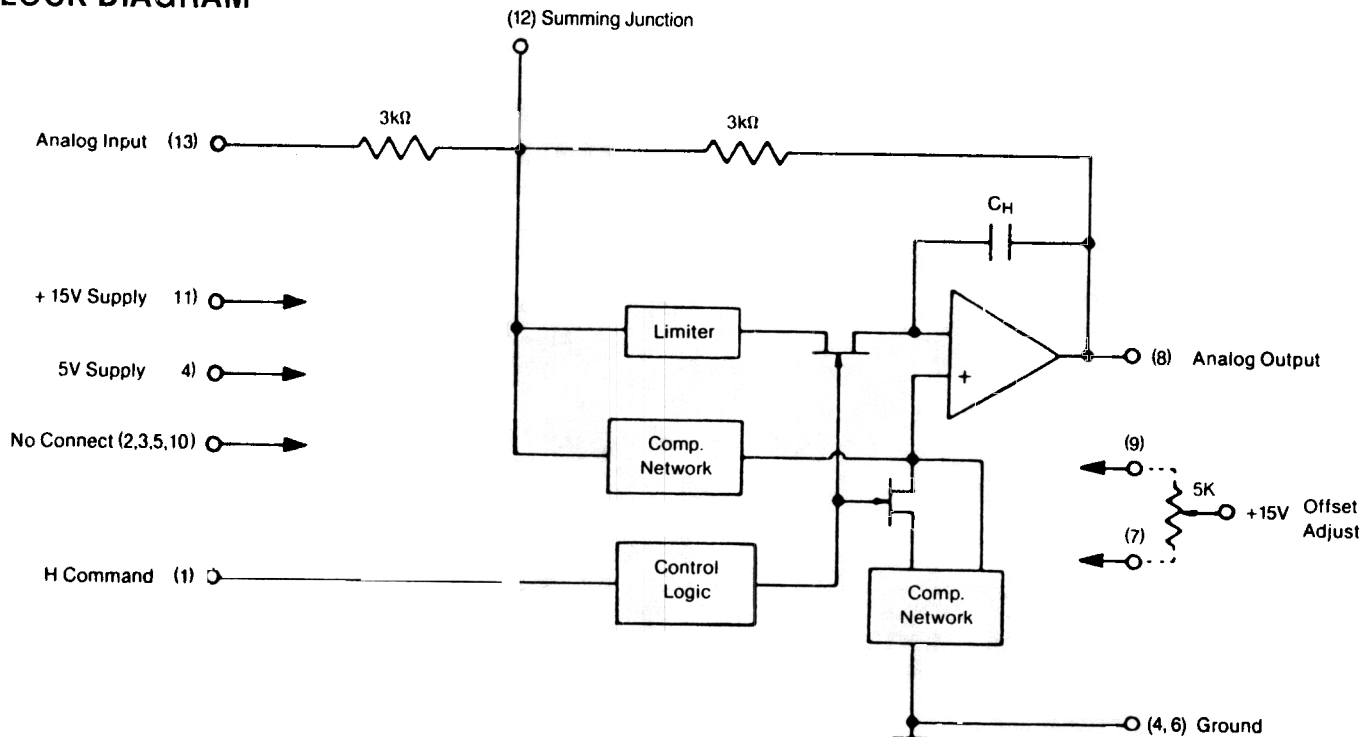 LOCK DIAGRAM
(12) Summing Junction
3kΩ
3kΩ
Analog Input (13)
CH
+ 15V Supply 11)
Limiter
5V Supply 4)
+
(8) Analog Output
No Connect (2,3,5,10)
Comp.
Network
(9)
5K
+15V Offset
Adjust
(7)
H Command (1)
Control
Logic
Comp.
Network
(4, 6) Ground